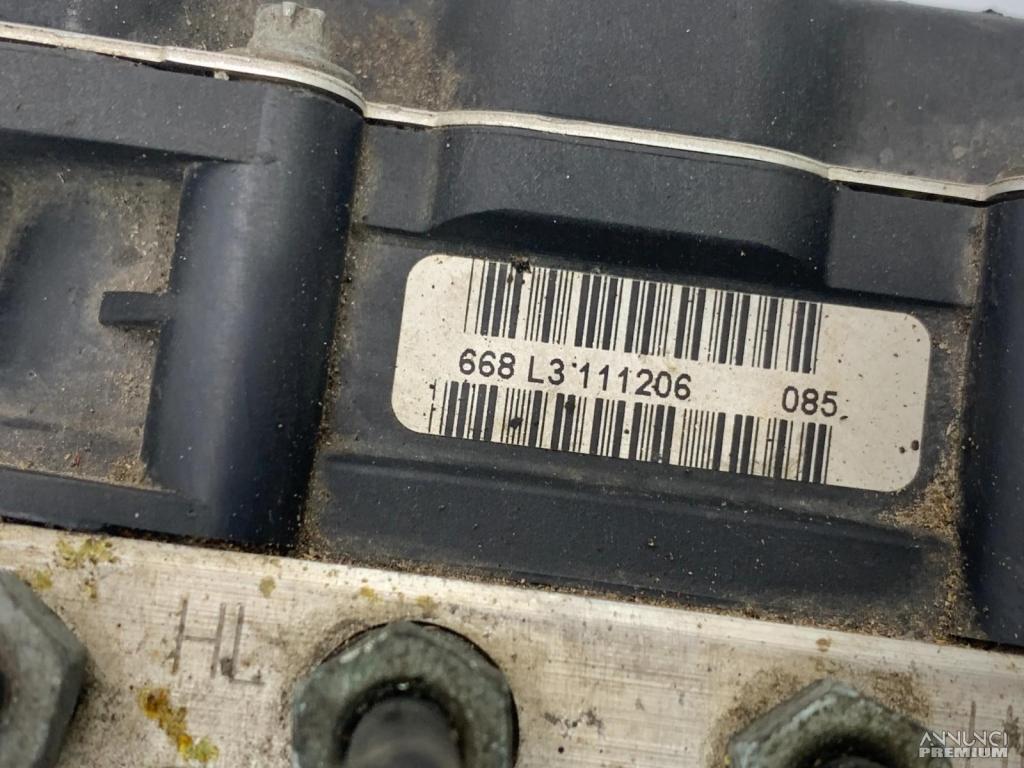 668 L3 111206 085
HL
ANNUNCI
PREMIUM